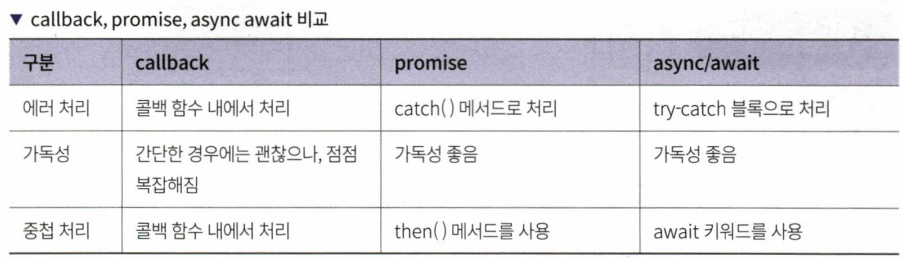 ▼ callback, promise, async await 비교
구분 callback promise async/await
에러 처리 콜백 함수 내에서 처리 catch() 메서드로 처리 try-catch 블록으로 처리
가독성 간단한 경우에는 괜찮으나, 점점 가독성 좋음 가독성 좋음
복잡해짐
중첩 처리 콜백 함수 내에서 처리 then() 메서드를 사용 await 키워드를 사용